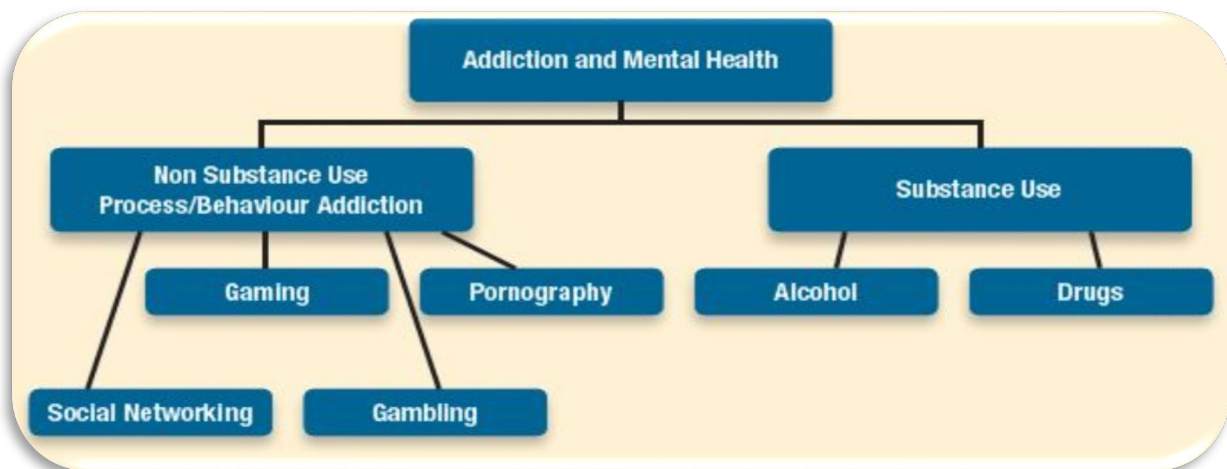 Addiction and Mental Health
Non Substance Use
Process/Behaviour Addiction
Substance Use
Gaming
Pornography
Alcohol
Drugs
Social Networking
Gambling